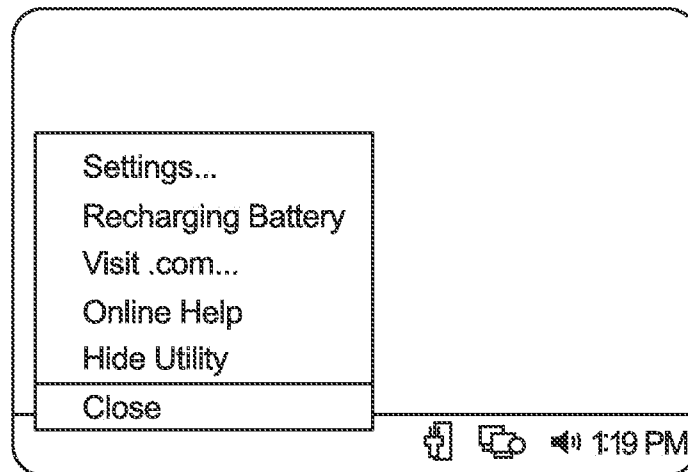 Settings...
Recharging Battery
Visit .com...
Online Help
Hide Utility
Close
1:19 PM